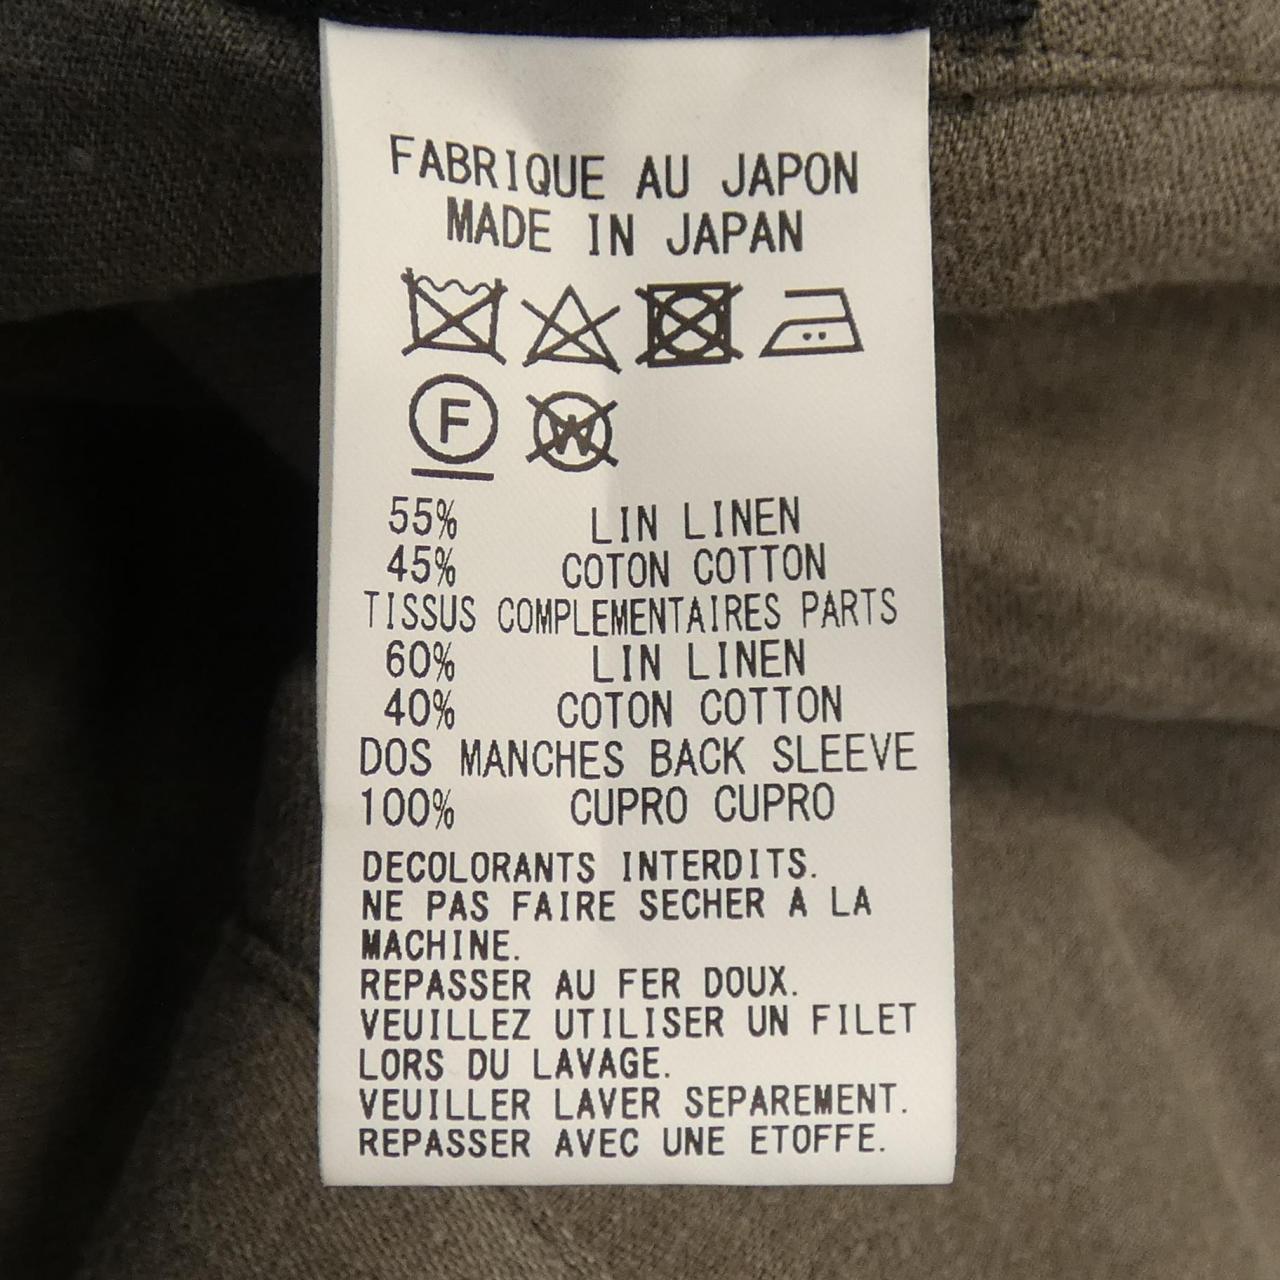 FABRIQUE AU JAPON
MADE IN JAPAN
F W
55% LIN LINEN
45% COTON COTTON
TISSUS COMPLEMENTAIRES PARTS
60% LIN LINEN
40% COTON COTTON
DOS MANCHES BACK SLEEVE
100% CUPRO CUPRO
DECOLORANTS INTERDITS.
NE PAS FAIRE SECHER A LA
MACHINE.
REPASSER AU FER DOUX.
VEUILLEZ UTILISER UN FILET
LORS DU LAVAGE.
VEUILLER LAVER SEPAREMENT.
REPASSER AVEC UNE ETOFFE.